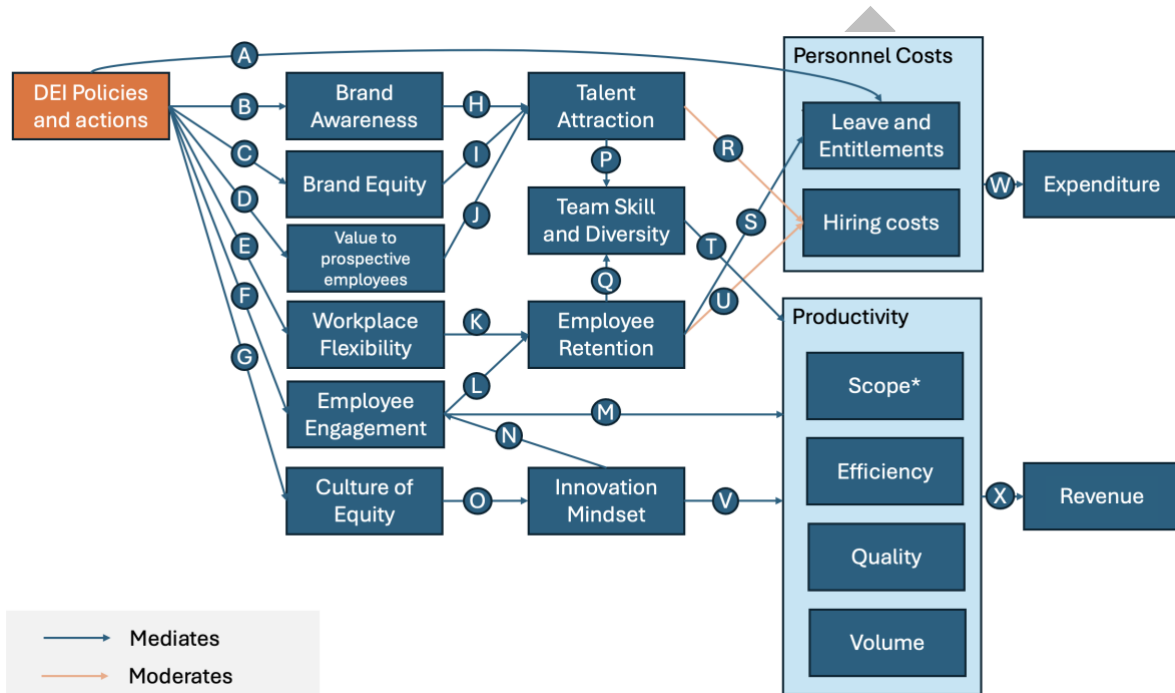 A
Personnel Costs
DEI Policies
and actions
B
Brand
Awareness
H
Talent
Attraction
Leave and
Entitlements
C
Brand Equity
I
P
R
W
Expenditure
D
Value to
prospective
employees
J
Team Skill
and Diversity
S
Hiring costs
E
T
F
Q
U
Workplace
Flexibility
K
Employee
Retention
Productivity
G
L
Scope*
Employee
Engagement
M
N
Efficiency
Culture of
Equity
O
Innovation
Mindset
V
X
Revenue
Quality
Volume
Mediates
Moderates